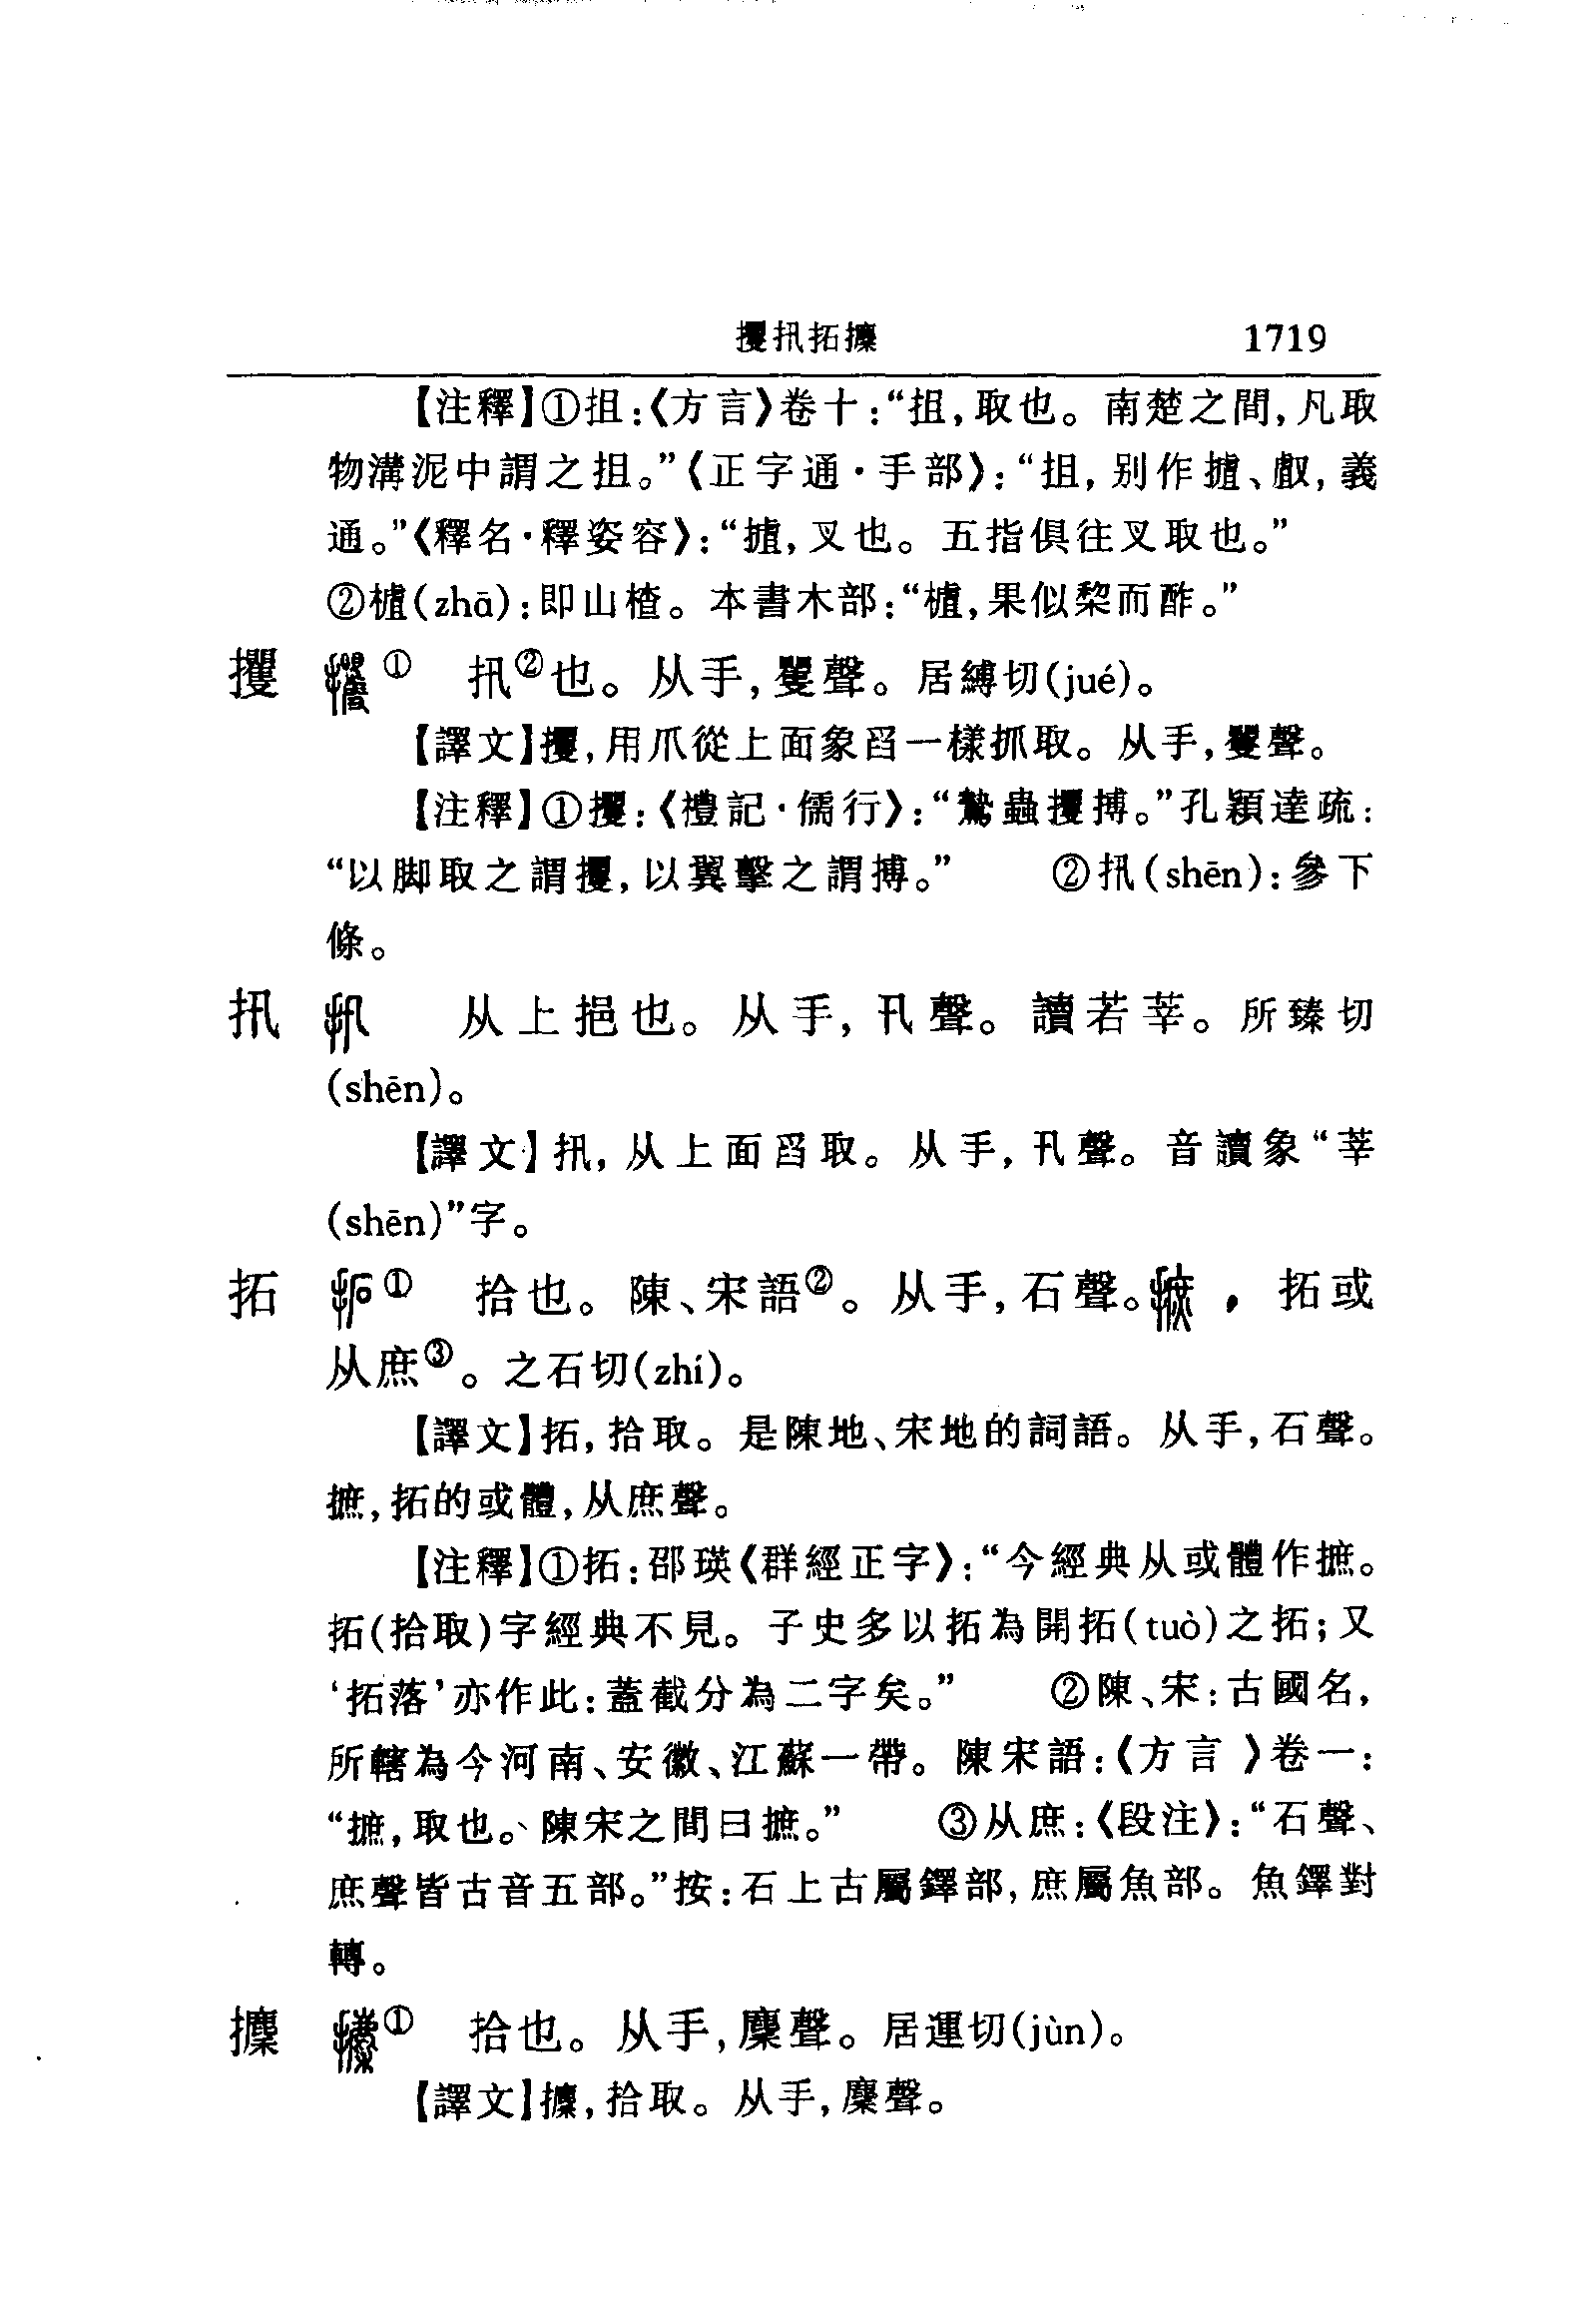 攫扟拓攈 1719
【注釋】①抯:《方言》卷十:“抯,取也。南楚之間,凡取
物溝泥中謂之抯。”《正字通·手部》:“抯,别作摣、戯,義
通。”《釋名·釋姿容》:“摣,叉也。五指俱往叉取也。”
②樝(zhā):即山楂。本書木部:“樝,果似棃而酢。”
攫 ① 扟②也。从手,矍聲。居縛切(jué)。
【譯文】攫,用爪從上面象舀一樣抓取。从手,矍聲。
【注釋】①攫:《禮記·儒行》:“鷙蟲攫搏。”孔穎達疏:
“以脚取之謂攫,以翼擊之謂搏。” ②扟(shēn):參下
條。
扟 从上挹也。从手,卂聲。讀若莘。所臻切
(shēn)。
【譯文】扟,从上面舀取。从手,卂聲。音讀象“莘
(shēn)”字。
拓 ① 拾也。陳、宋語②。从手,石聲。,拓或
从庶③。之石切(zhí)。
【譯文】拓,拾取。是陳地、宋地的詞語。从手,石聲。
摭,拓的或體,从庶聲。
【注釋】①拓:邵瑛《群經正字》:“今經典从或體作摭。
拓(拾取)字經典不見。子史多以拓為開拓(tuò)之拓;又
‘拓落’亦作此:蓋截分為二字矣。” ②陳、宋:古國名,
所轄為今河南、安徽、江蘇一帶。陳宋語:《方言》卷一:
“摭,取也。、陳宋之間曰摭。” ③从庶:《段注》:“石聲、
庶聲皆古音五部。”按:石上古屬鐸部,庶屬魚部。魚鐸對
轉。
攈 ① 拾也。从手,麇聲。居運切(jùn)。
【譯文】攈,拾取。从手,麇聲。